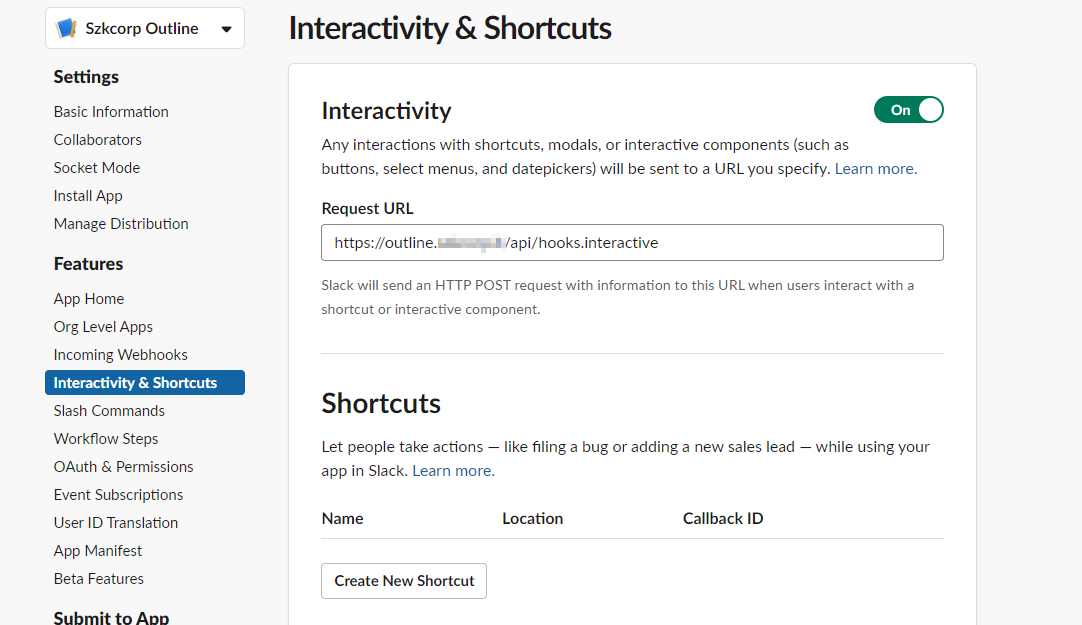 Szkcorp Outline
Settings
Basic Information
Collaborators
Socket Mode
Install App
Manage Distribution
Features
App Home
Org Level Apps
Incoming Webhooks
Interactivity & Shortcuts
Slash Commands
Workflow Steps
OAuth & Permissions
Event Subscriptions
User ID Translation
App Manifest
Beta Features
Submit to App
Interactivity & Shortcuts
Interactivity
On
Any interactions with shortcuts, modals, or interactive components (such as
buttons, select menus, and datepickers) will be sent to a URL you specify. Learn more.
Request URL
https://outline. /api/hooks.interactive
Slack will send an HTTP POST request with information to this URL when users interact with a
shortcut or interactive component.
Shortcuts
Let people take actions — like filing a bug or adding a new sales lead — while using your
app in Slack. Learn more.
Name Location Callback ID
Create New Shortcut